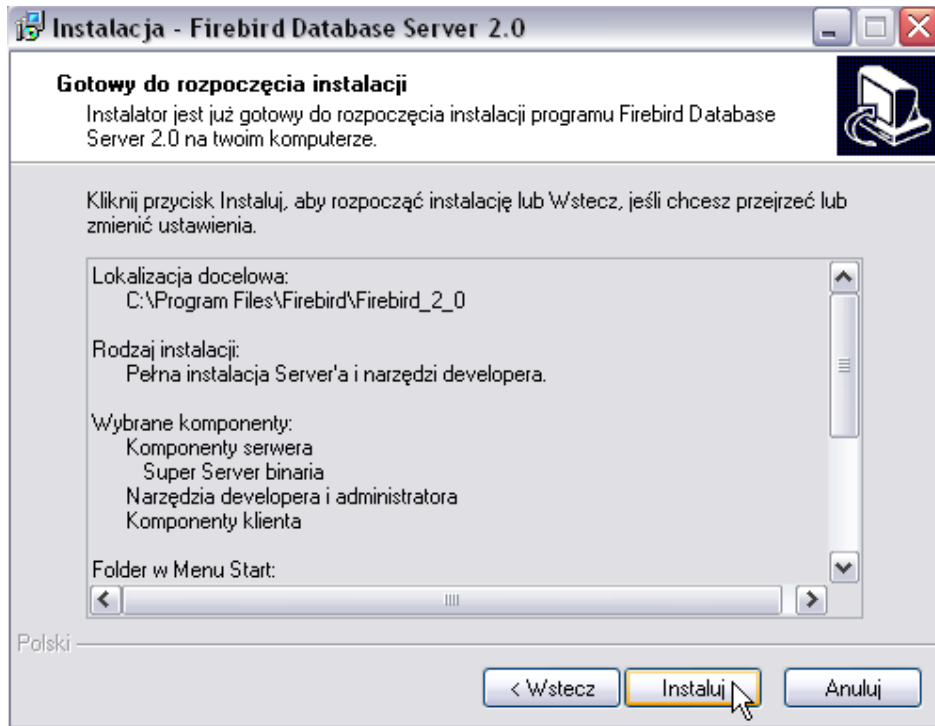 Instalacja - Firebird Database Server 2.0
Gotowy do rozpoczęcia instalacji
Instalator jest już gotowy do rozpoczęcia instalacji programu Firebird Database
Server 2.0 na twoim komputerze.
Kliknij przycisk Instaluj, aby rozpocząć instalację lub Wstecz, jeśli chcesz przejrzeć lub
zmienić ustawienia.
Lokalizacja docelowa:
C:\Program Files\Firebird\Firebird_2_0
Rodzaj instalacji:
Pełna instalacja Server'a i narzędzi developera.
Wybrane komponenty:
Komponenty serwera
Super Server binaria
Narzędzia developera i administratora
Komponenty klienta
Folder w Menu Start:
Polski
< Wstecz
Instaluj
Anuluj